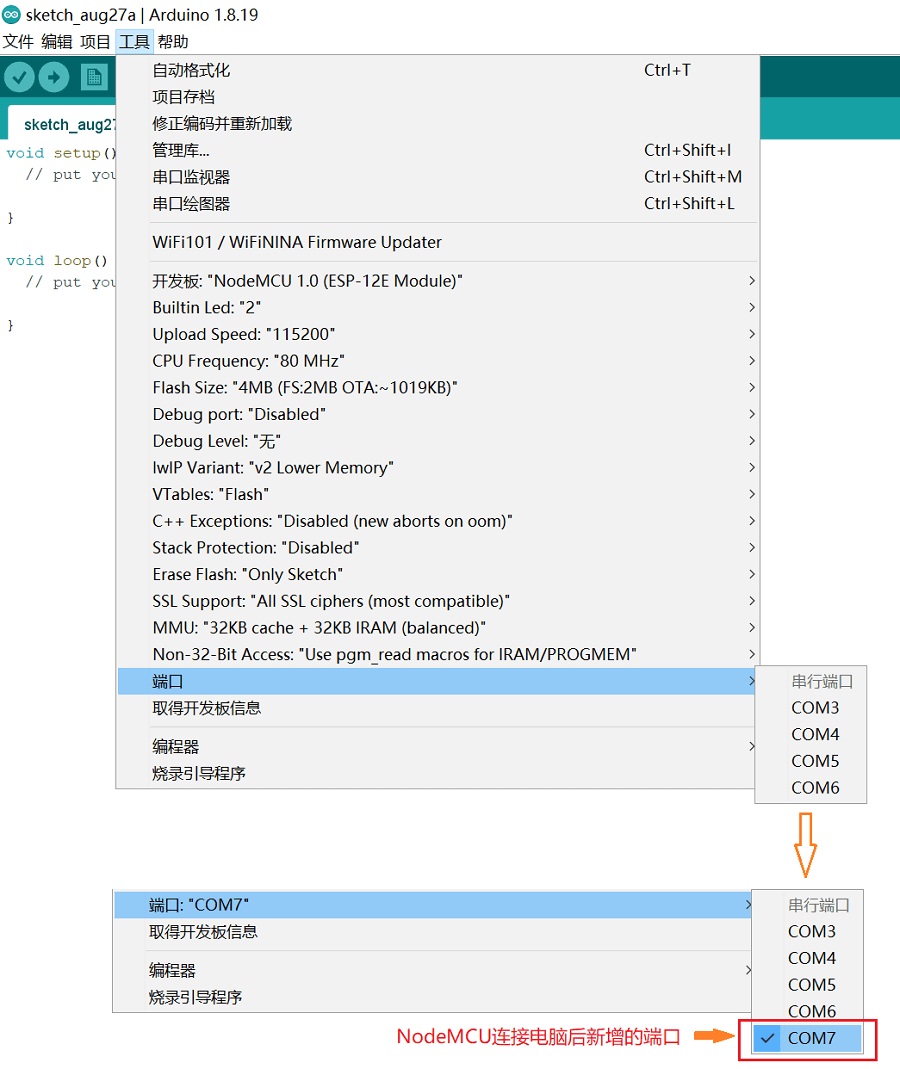 sketch_aug27a | Arduino 1.8.19
文件 编辑 项目 工具 帮助
sketch_aug27
void setup()
// put you
}
void loop()
// put you
}
自动格式化 Ctrl+T
项目存档
修正编码并重新加载
管理库... Ctrl+Shift+I
串口监视器 Ctrl+Shift+M
串口绘图器 Ctrl+Shift+L
WiFi101 / WiFiNINA Firmware Updater
开发板: "NodeMCU 1.0 (ESP-12E Module)"
Builtin Led: "2"
Upload Speed: "115200"
CPU Frequency: "80 MHz"
Flash Size: "4MB (FS:2MB OTA:~1019KB)"
Debug port: "Disabled"
Debug Level: "无"
lwIP Variant: "v2 Lower Memory"
VTables: "Flash"
C++ Exceptions: "Disabled (new aborts on oom)"
Stack Protection: "Disabled"
Erase Flash: "Only Sketch"
SSL Support: "All SSL ciphers (most compatible)"
MMU: "32KB cache + 32KB IRAM (balanced)"
Non-32-Bit Access: "Use pgm_read macros for IRAM/PROGMEM"
端口
取得开发板信息
编程器
烧录引导程序
串行端口
COM3
COM4
COM5
COM6
端口: "COM7"
取得开发板信息
编程器
烧录引导程序
串行端口
COM3
COM4
COM5
COM6
COM7
NodeMCU连接电脑后新增的端口